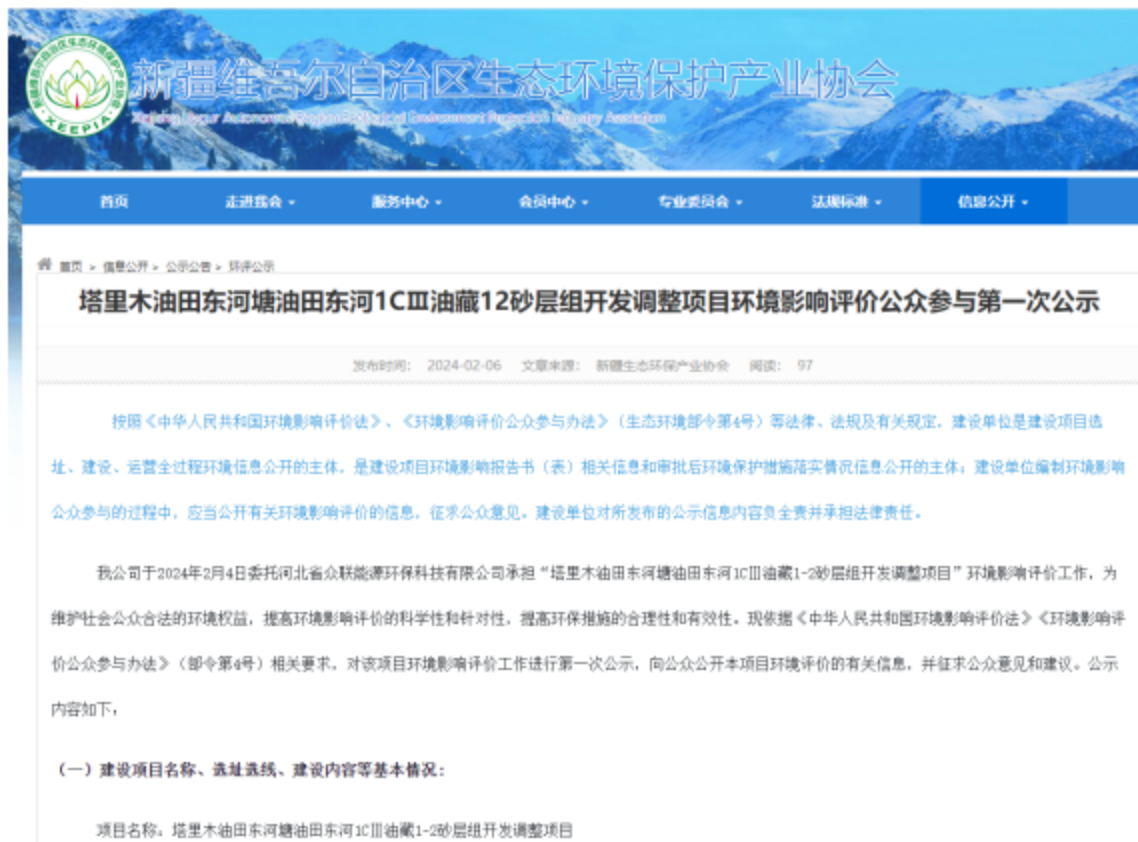 新疆维吾尔自治区生态环境保护产业协会
Xinjiang Uygur Autonomous Region Ecological Environment Protection Industry Association
XEEPIA
首页 走进我会 服务中心 会员中心 专业委员会 法规标准 信息公开
首页 > 信息公开 > 公示公告 > 环评公示
塔里木油田东河塘油田东河1CⅢ油藏12砂层组开发调整项目环境影响评价公众参与第一次公示
发布时间： 2024-02-06 文章来源： 新疆生态环保产业协会 阅读： 97
按照《中华人民共和国环境影响评价法》、《环境影响评价公众参与办法》（生态环境部令第4号）等法律、法规及有关规定，建设单位是建设项目选
址、建设、运营全过程环境信息公开的主体，是建设项目环境影响报告书（表）相关信息和审批后环境保护措施落实情况信息公开的主体；建设单位编制环境影响
公众参与的过程中，应当公开有关环境影响评价的信息，征求公众意见。建设单位对所发布的公示信息内容负全责并承担法律责任。
我公司于2024年2月4日委托河北省众联能源环保科技有限公司承担“塔里木油田东河塘油田东河1CⅢ油藏1-2砂层组开发调整项目”环境影响评价工作，为
维护社会公众合法的环境权益，提高环境影响评价的科学性和针对性，提高环保措施的合理性和有效性。现依据《中华人民共和国环境影响评价法》《环境影响评
价公众参与办法》（部令第4号）相关要求，对该项目环境影响评价工作进行第一次公示，向公众公开本项目环境评价的有关信息，并征求公众意见和建议。公示
内容如下：
（一）建设项目名称、选址选线、建设内容等基本情况：
项目名称：塔里木油田东河塘油田东河1CⅢ油藏1-2砂层组开发调整项目